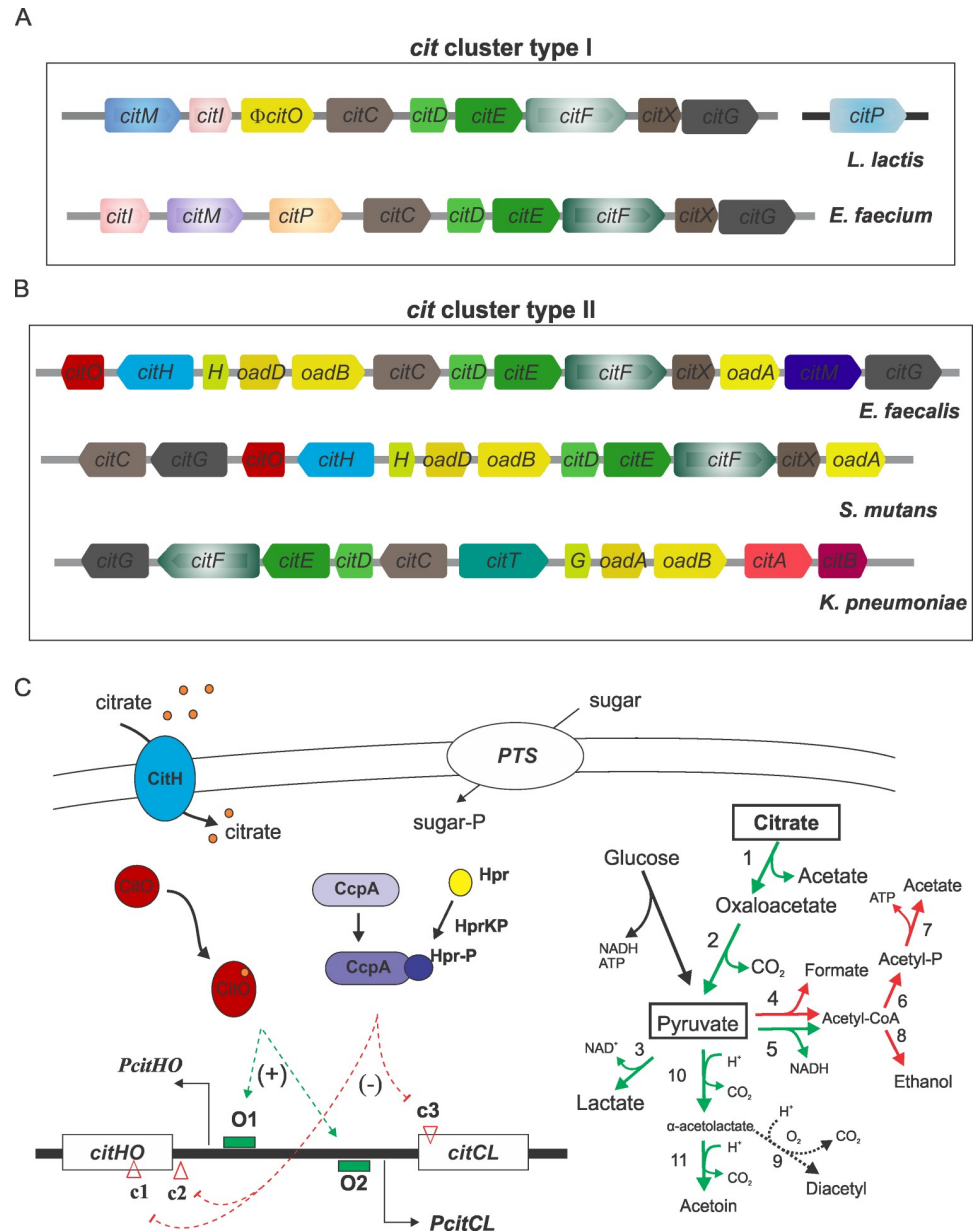 A
cit cluster type I
citM citI ΦcitO citC citD citE citF citX citG citP
L. lactis
citI citM citP citC citD citE citF citX citG
E. faecium
B
cit cluster type II
citO citH H oadD oadB citC citD citE citF citX oadA citM citG
E. faecalis
citC citG citO citH H oadD oadB citD citE citF citX oadA
S. mutans
citG citF citE citD citC citT G oadA oadB citA citB
K. pneumoniae
C
citrate
CitH
citrate
sugar
PTS
sugar-P
CitO
CitO
CcpA
Hpr
HprKP
Hpr-P
CcpA
PcitHO
(+)
(-)
O1
c3
citHO
citCL
c1
c2
O2
PcitCL
Citrate
1
Acetate
Glucose
Oxaloacetate
NADH
ATP
2
CO2
Pyruvate
4
Formate
5
NADH
Acetyl-CoA
6
Acetyl-P
7
ATP
Acetate
8
Ethanol
NAD+
3
Lactate
10
H+
CO2
α-acetolactate
H+
O2
CO2
9
Diacetyl
11
H+
CO2
Acetoin